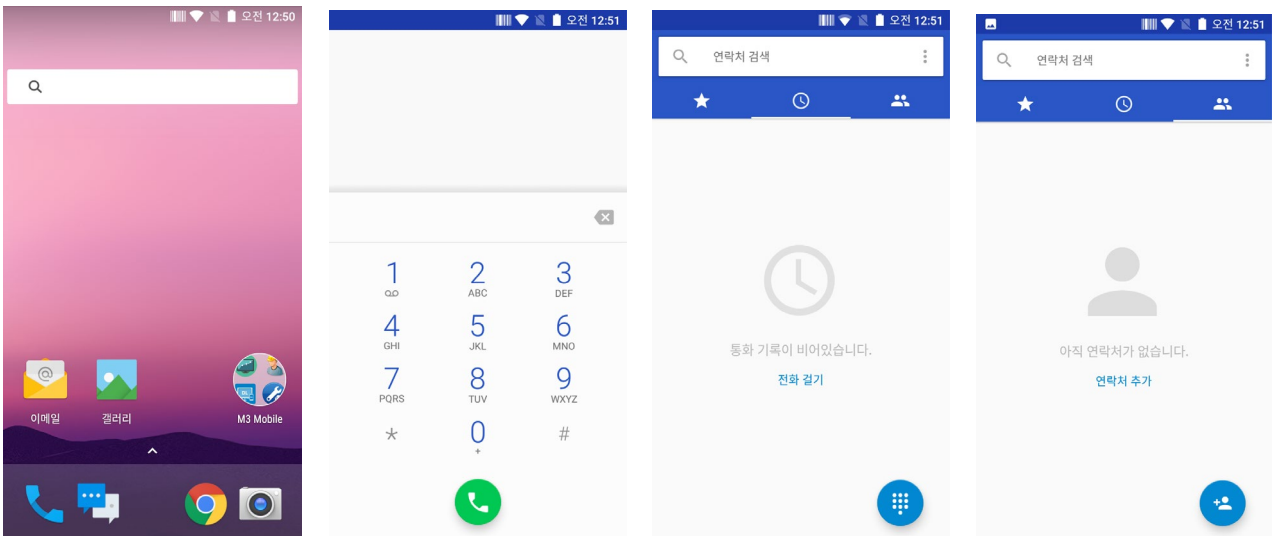 오전 12:50
이메일
갤러리
M3 Mobile
오전 12:51
1
2
ABC
3
DEF
4
GHI
5
JKL
6
MNO
7
PQRS
8
TUV
9
WXYZ
*
0
+
#
오전 12:51
연락처 검색
통화 기록이 비어있습니다.
전화 걸기
오전 12:51
연락처 검색
아직 연락처가 없습니다.
연락처 추가